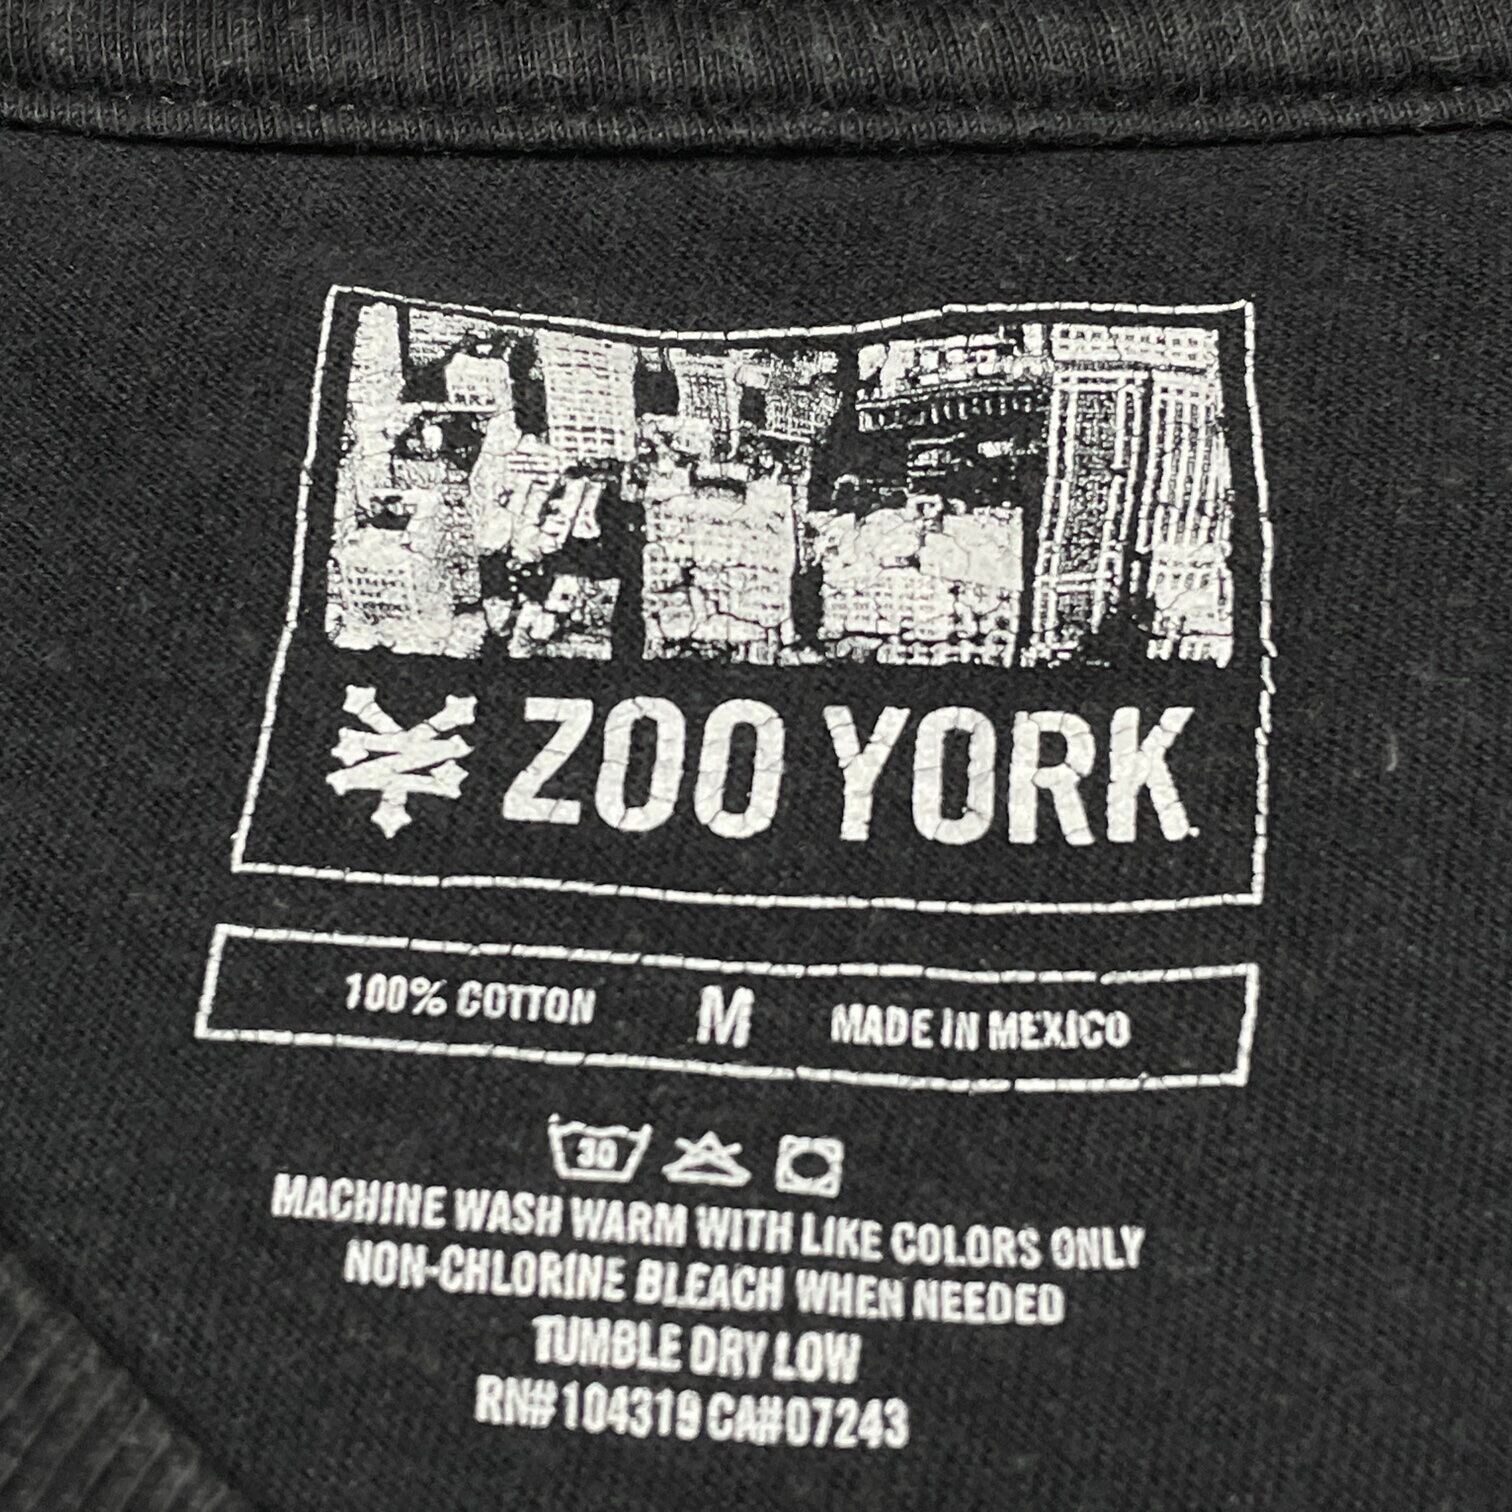 ZOO YORK
100% COTTON M MADE IN MEXICO
30
MACHINE WASH WARM WITH LIKE COLORS ONLY
NON-CHLORINE BLEACH WHEN NEEDED
TUMBLE DRY LOW
RN#104319 CA#07243